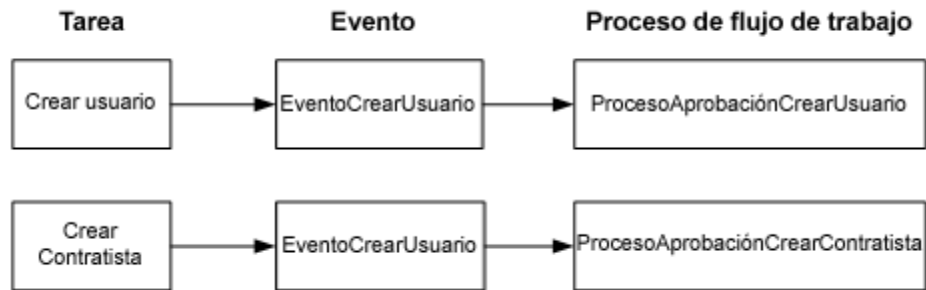 Tarea Evento Proceso de flujo de trabajo
Crear usuario EventoCrearUsuario ProcesoAprobaciónCrearUsuario
Crear
Contratista
EventoCrearUsuario ProcesoAprobaciónCrearContratista